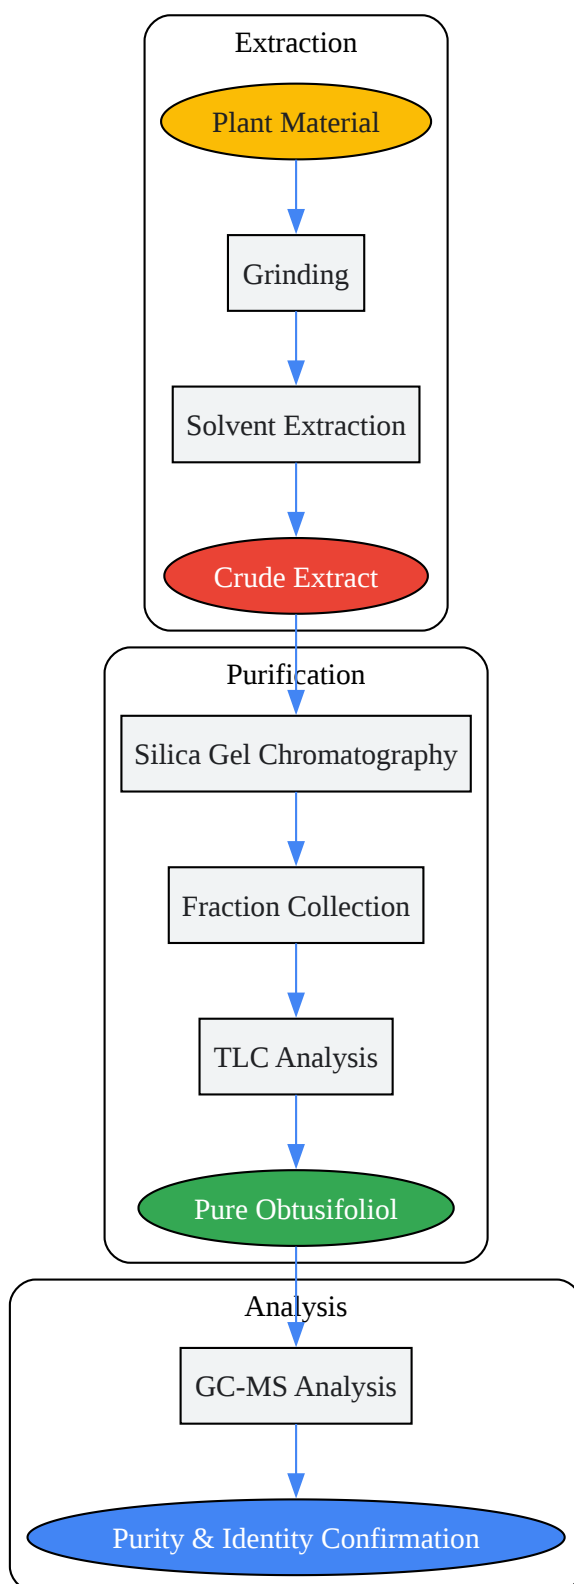 Extraction
Plant Material
Grinding
Solvent Extraction
Crude Extract
Purification
Silica Gel Chromatography
Fraction Collection
TLC Analysis
Pure Obtusifoliol
Analysis
GC-MS Analysis
Purity & Identity Confirmation